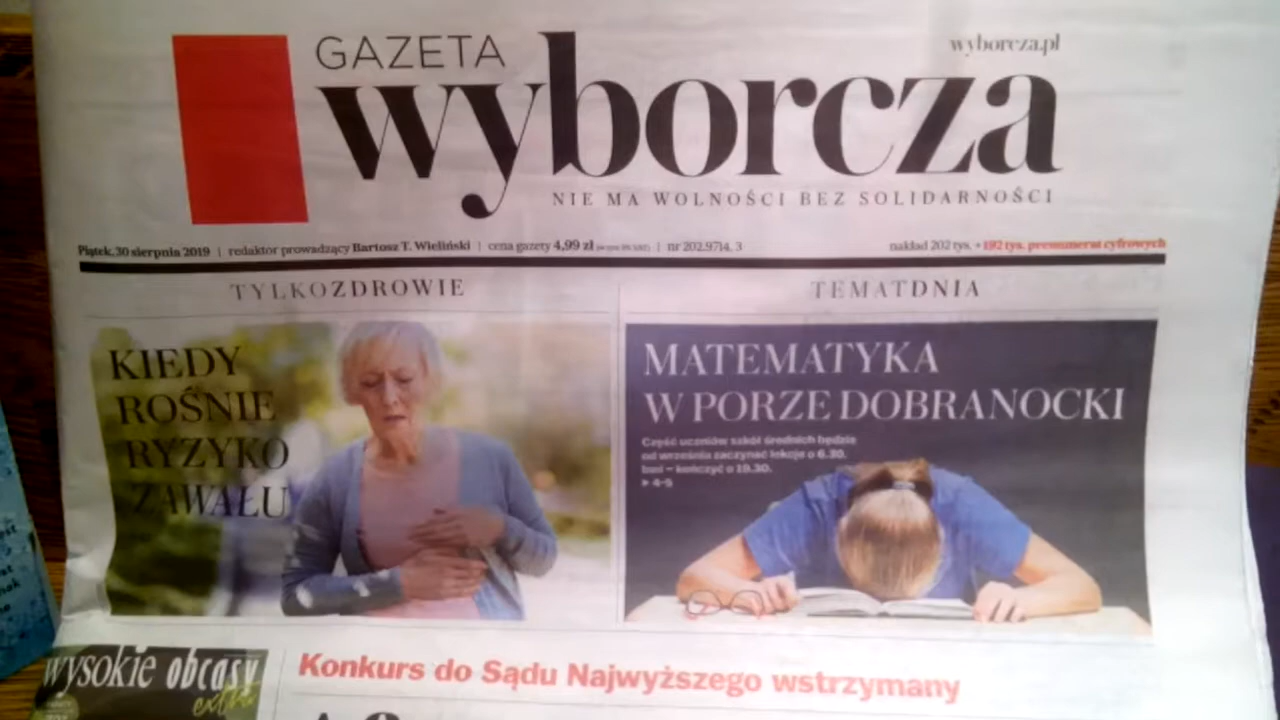 GAZETA
wyborcza.pl
wyborcza
NIE MA WOLNOŚCI BEZ SOLIDARNOŚCI
Piątek, 30 sierpnia 2019 | redaktor prowadzący Bartosz T. Wieliński | cena gazety 4,99 zł | nr 202.9714, 3
nakład 202 tys. + 192 tys. prenumerat cyfrowych
TYLKOZDROWIE
KIEDY
ROŚNIE
RYZYKO
ZAWAŁU
TEMATDNIA
MATEMATYKA
W PORZE DOBRANOCKI
Część uczniów szkół średnich będzie
od września zaczynać lekcje o 6.30.
– kończyć o 19.30.
▶ 4-5
wysokie obcasy
extra
Konkurs do Sądu Najwyższego wstrzymany